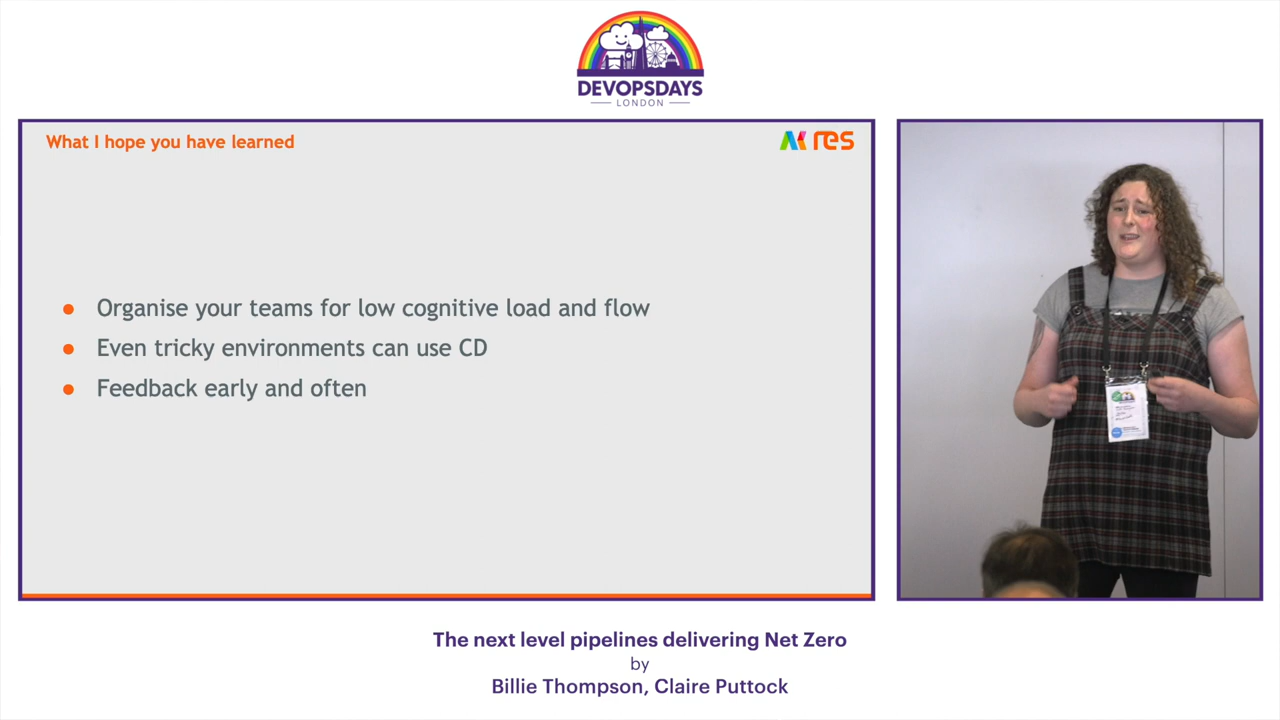 DEVOPSDAYS
LONDON
What I hope you have learned
res
Organise your teams for low cognitive load and flow
Even tricky environments can use CD
Feedback early and often
The next level pipelines delivering Net Zero
by
Billie Thompson, Claire Puttock